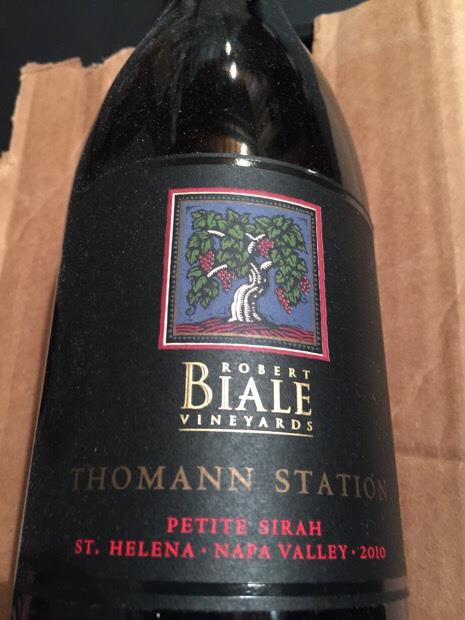 ROBERT
BIALE
VINEYARDS
THOMANN STATION
PETITE SIRAH
ST. HELENA · NAPA VALLEY · 2010